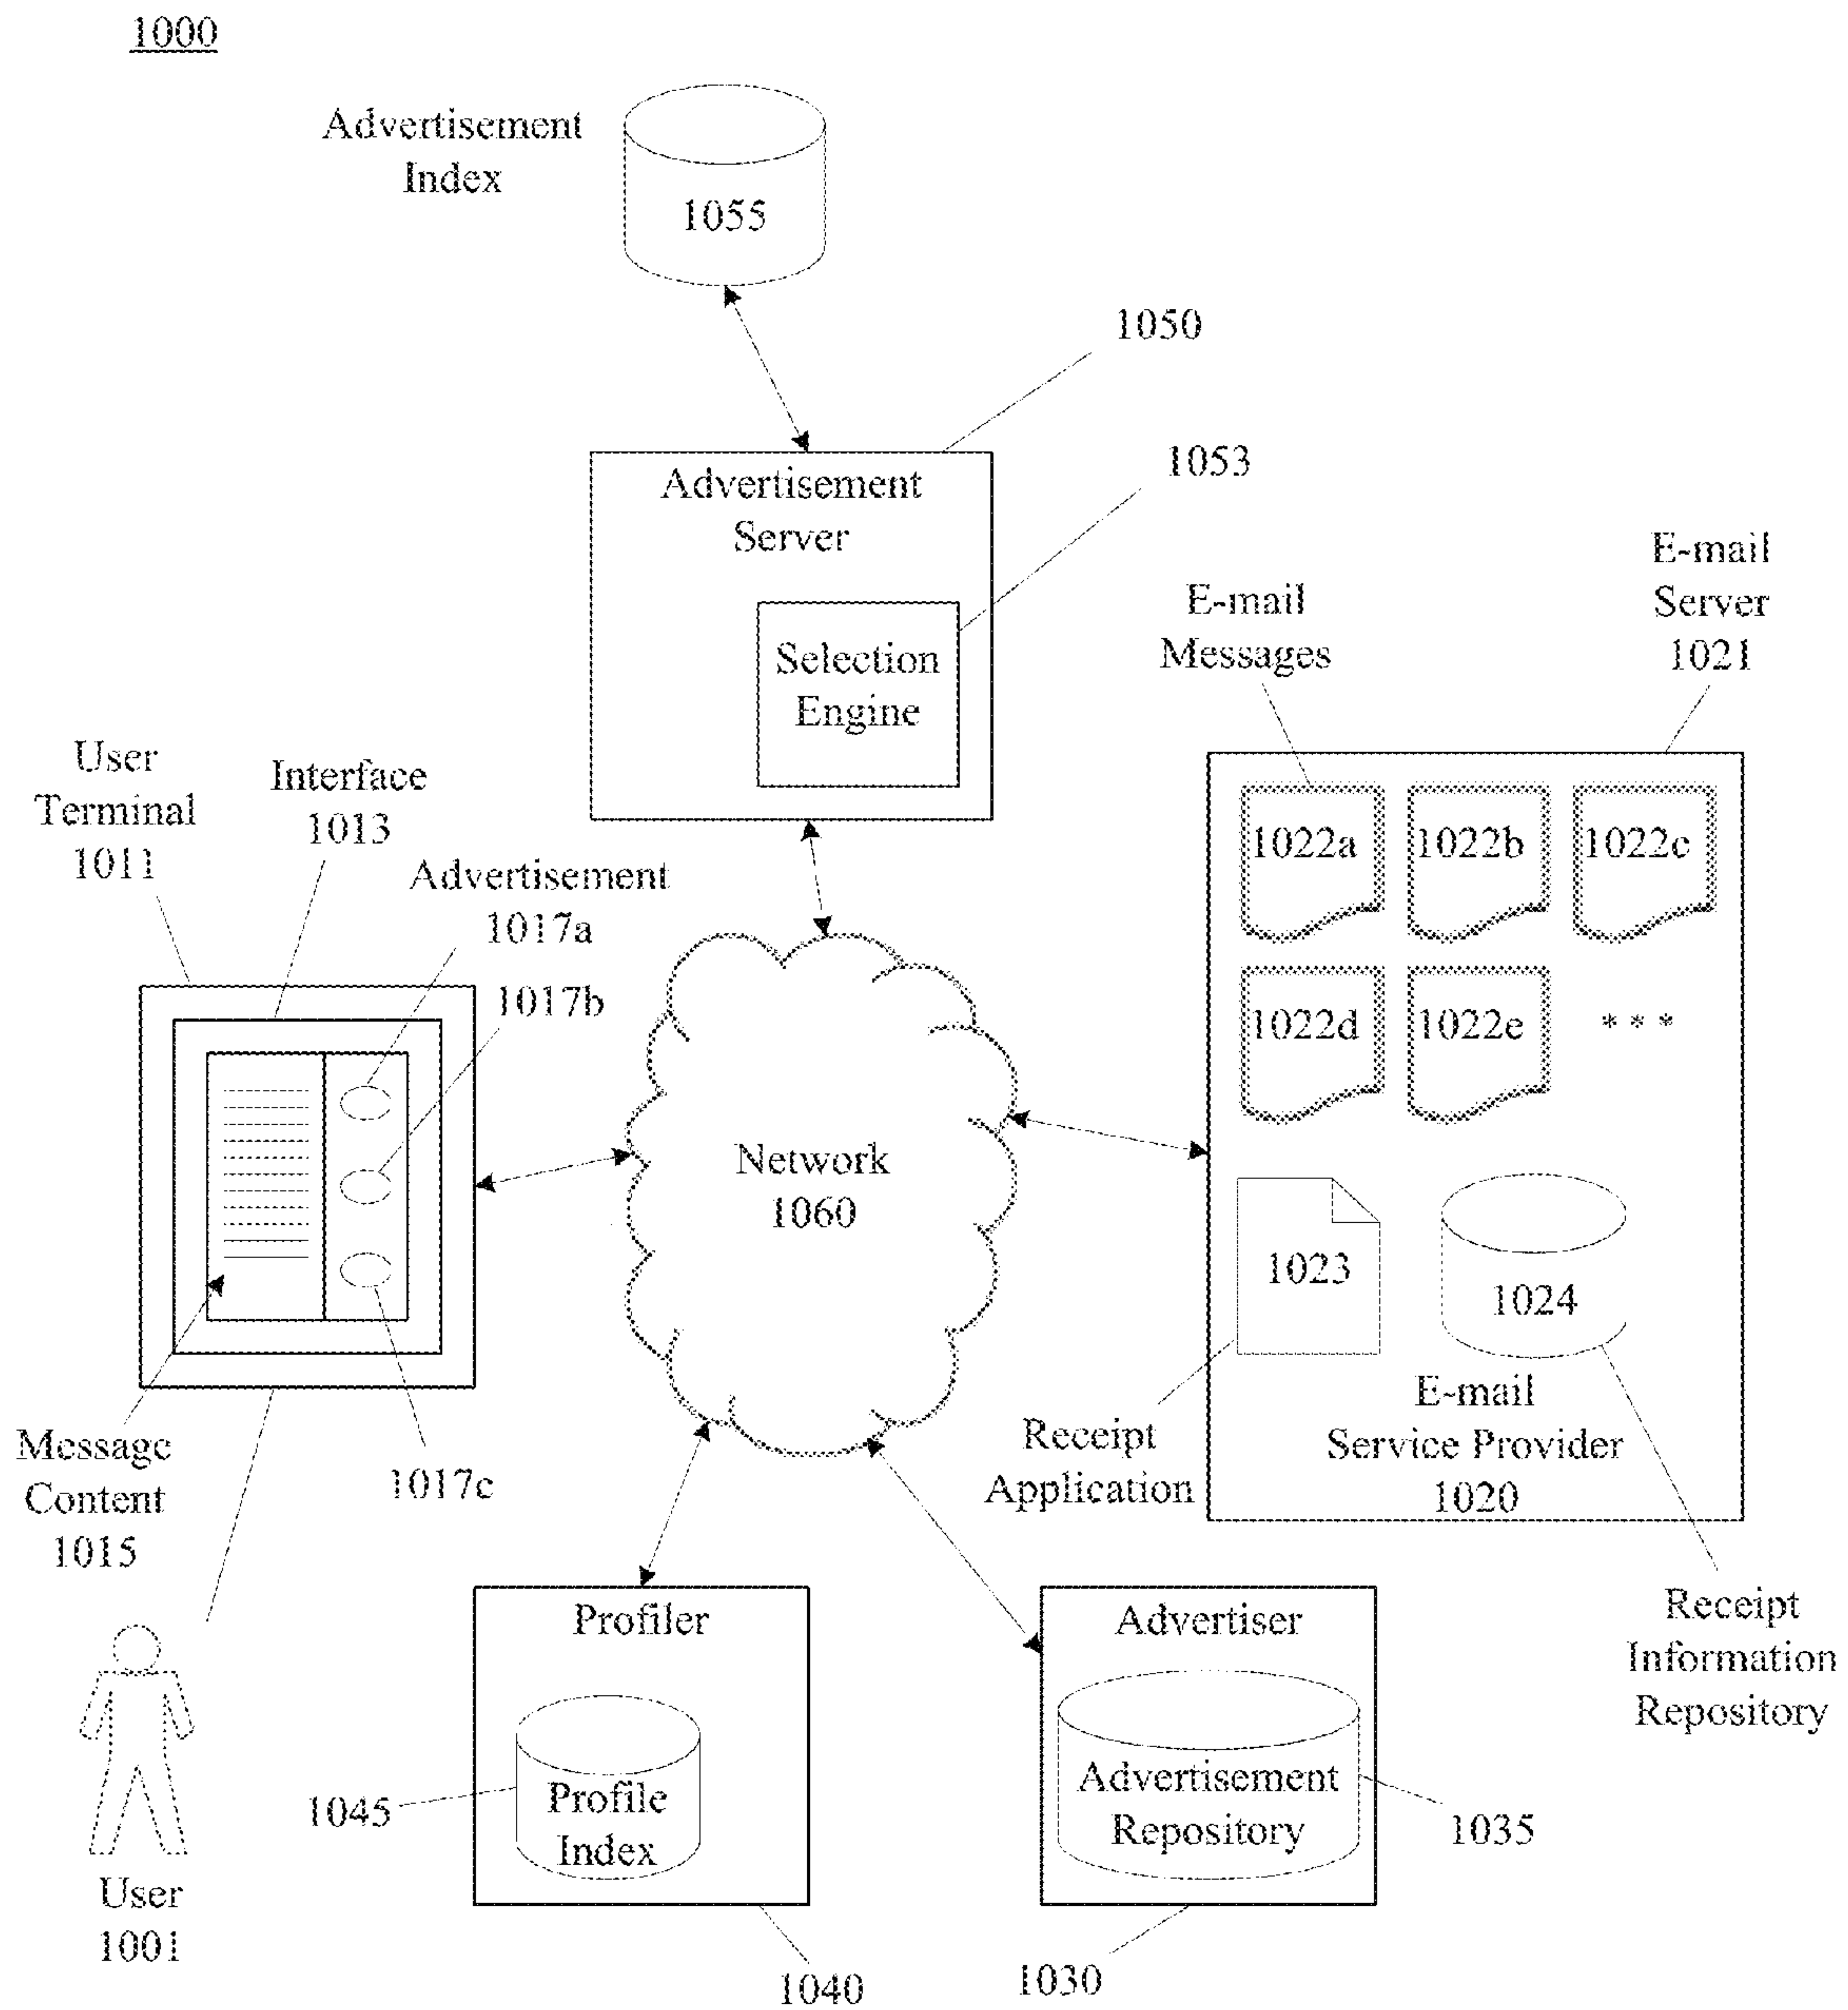 1000
Advertisement
Index
1055
1050
1053
Advertisement
Server
Selection
Engine
E-mail
Messages
E-mail
Server
1021
1022a
1022b
1022c
1022d
1022e
* * *
1023
1024
E-mail
Service Provider
1020
Receipt
Application
Receipt
Information
Repository
User
Terminal
1011
Interface
1013
Advertisement
1017a
1017b
1017c
Message
Content
1015
Network
1060
User
1001
Profiler
Profile
Index
1045
1040
Advertiser
Advertisement
Repository
1035
1030